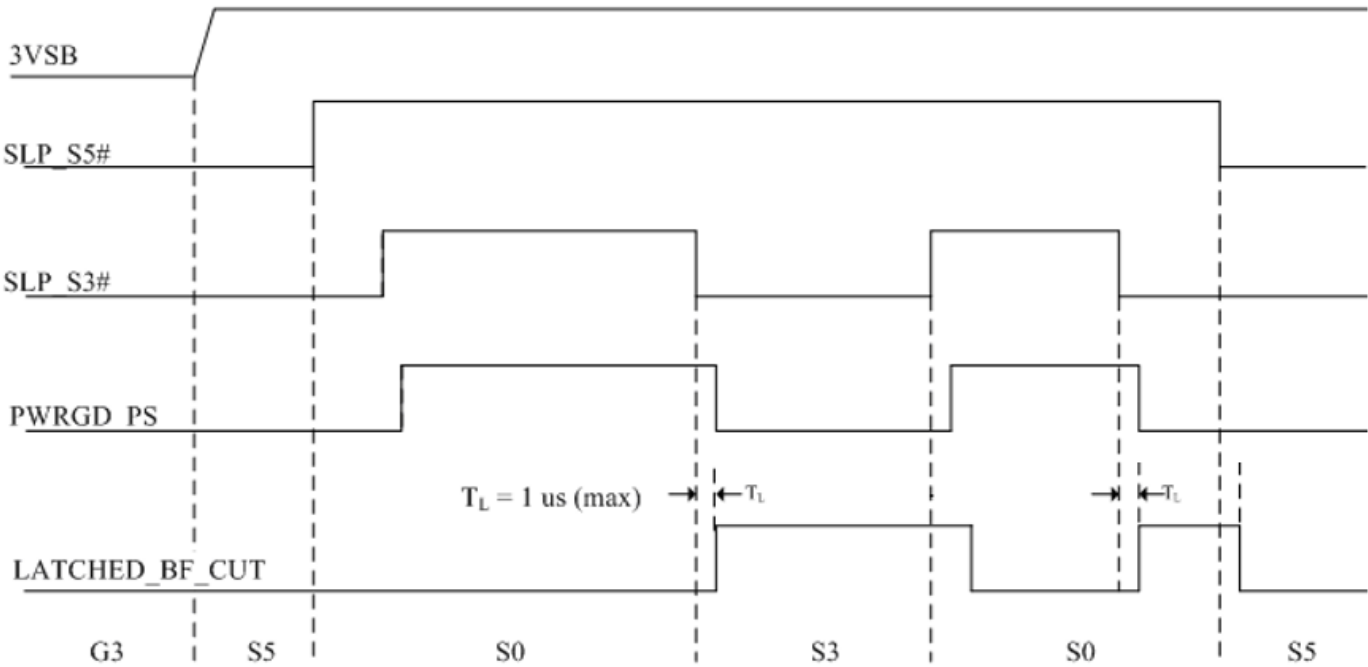 3VSB
SLP_S5#
SLP_S3#
PWRGD_PS
T_L = 1 us (max) T_L T_L
LATCHED_BF_CUT
G3 S5 S0 S3 S0 S5